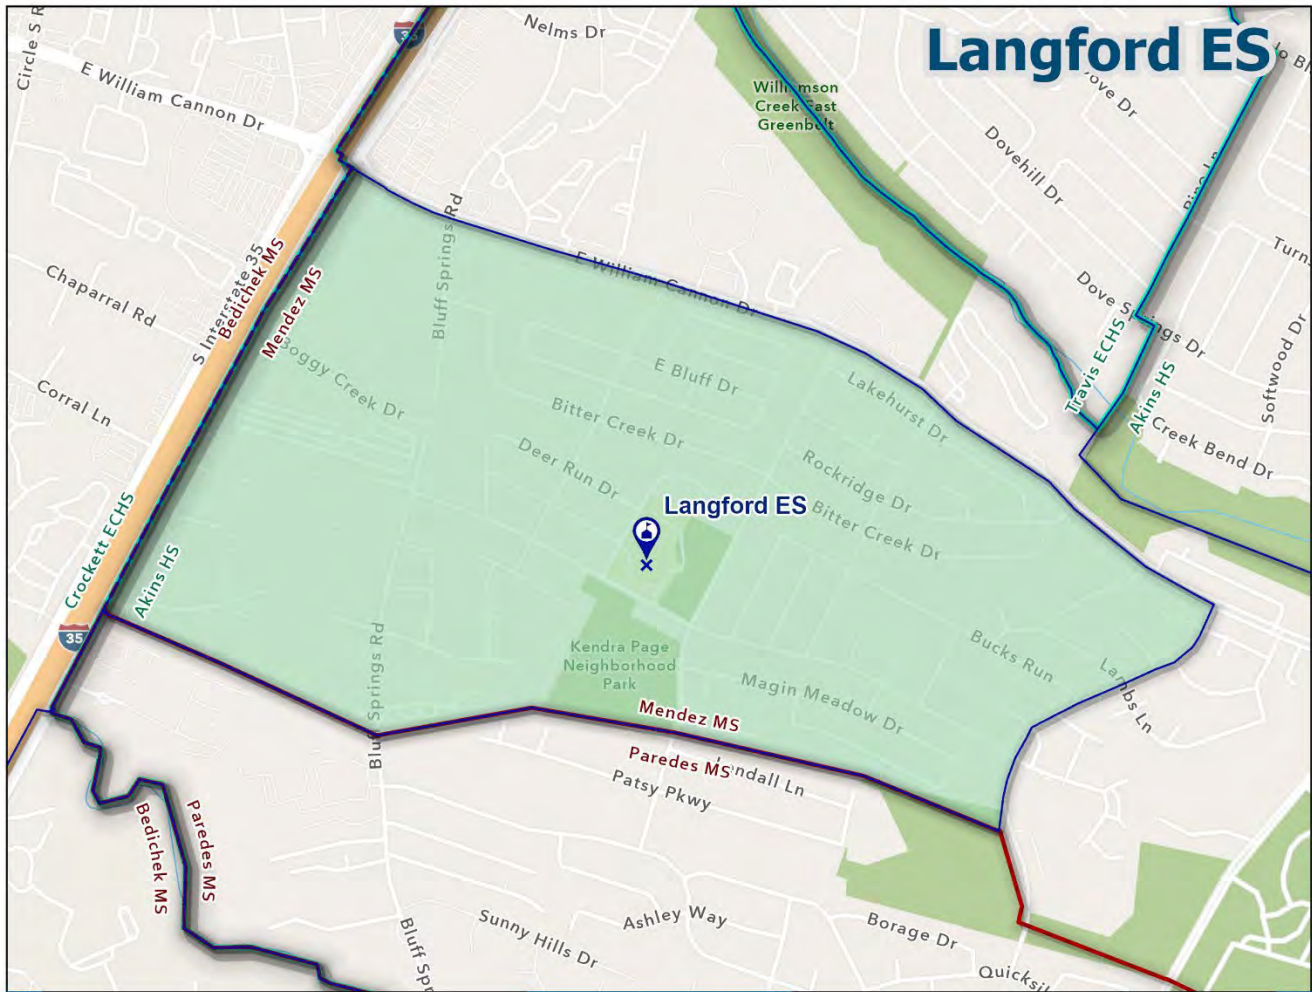 Langford ES
Nelms Dr
Circle S R
E William Cannon Dr
35
Williamson
Creek East
Greenbelt
Dovehill Dr
Bluff Springs Rd
E William Cannon Dr
S Interstate 35
Bedichek MS
Mendez MS
Chaparral Rd
Corral Ln
Boggy Creek Dr
E Bluff Dr
Bitter Creek Dr
Deer Run Dr
Lakehurst Dr
Rockridge Dr
Bitter Creek Dr
Dove Springs Dr
Softwood Dr
Travis ECHS
Akins HS
Creek Bend Dr
Langford ES
Crockett ECHS
Akins HS
35
Bluff Springs Rd
Kendra Page
Neighborhood
Park
Magin Meadow Dr
Bucks Run
Lambs Ln
Mendez MS
Paredes MS
Kendall Ln
Patsy Pkwy
Bedichek MS
Paredes MS
Bluff Spr
Sunny Hills Dr
Ashley Way
Borage Dr
Quicksil